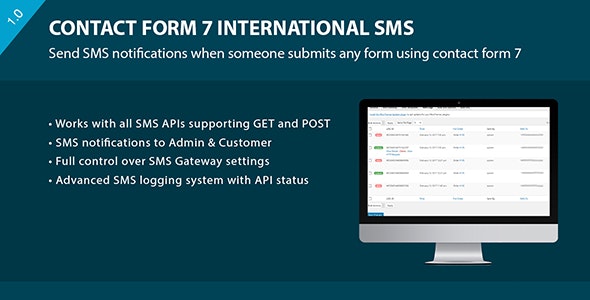 1.0
CONTACT FORM 7 INTERNATIONAL SMS
Send SMS notifications when someone submits any form using contact form 7
• Works with all SMS APIs supporting GET and POST
• SMS notifications to Admin & Customer
• Full control over SMS Gateway settings
• Advanced SMS logging system with API status